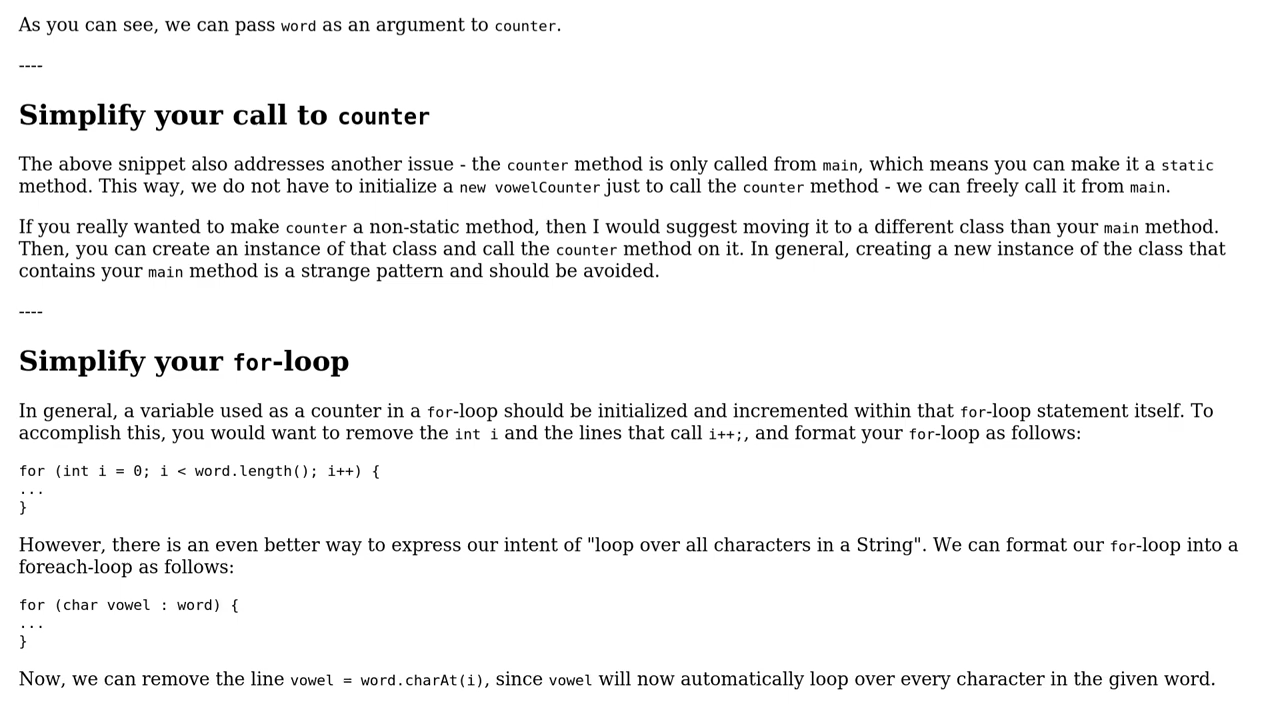 As you can see, we can pass word as an argument to counter.
----
Simplify your call to counter
The above snippet also addresses another issue - the counter method is only called from main, which means you can make it a static
method. This way, we do not have to initialize a new vowelCounter just to call the counter method - we can freely call it from main.
If you really wanted to make counter a non-static method, then I would suggest moving it to a different class than your main method.
Then, you can create an instance of that class and call the counter method on it. In general, creating a new instance of the class that
contains your main method is a strange pattern and should be avoided.
----
Simplify your for-loop
In general, a variable used as a counter in a for-loop should be initialized and incremented within that for-loop statement itself. To
accomplish this, you would want to remove the int i and the lines that call i++;, and format your for-loop as follows:
for (int i = 0; i < word.length(); i++) {
...
}
However, there is an even better way to express our intent of "loop over all characters in a String". We can format our for-loop into a
foreach-loop as follows:
for (char vowel : word) {
...
}
Now, we can remove the line vowel = word.charAt(i), since vowel will now automatically loop over every character in the given word.